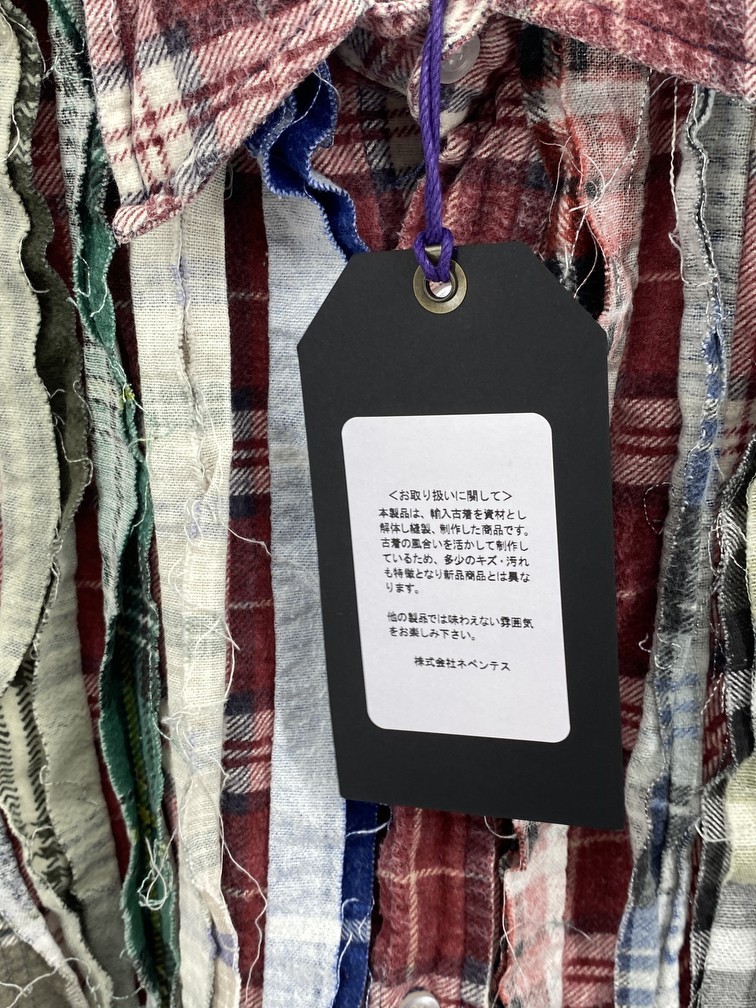 ＜お取り扱いに関して＞
本製品は、輸入古着を資材とし
解体し縫製、制作した商品です。
古着の風合いを活かして制作し
ているため、多少のキズ・汚れ
も特徴となり新品商品とは異な
ります。
他の製品では味わえない雰囲気
をお楽しみ下さい。
株式会社ネペンテス